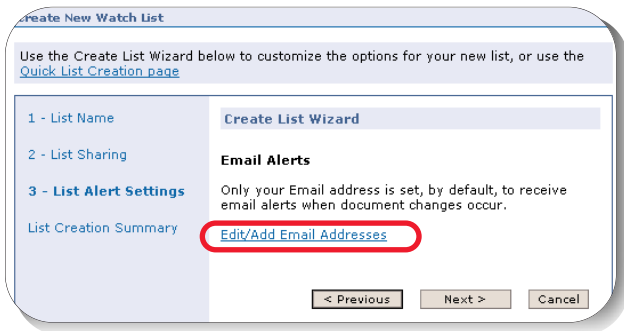 Create New Watch List
Use the Create List Wizard below to customize the options for your new list, or use the
Quick List Creation page
1 - List Name
2 - List Sharing
3 - List Alert Settings
List Creation Summary
Create List Wizard
Email Alerts
Only your Email address is set, by default, to receive
email alerts when document changes occur.
Edit/Add Email Addresses
< Previous
Next >
Cancel